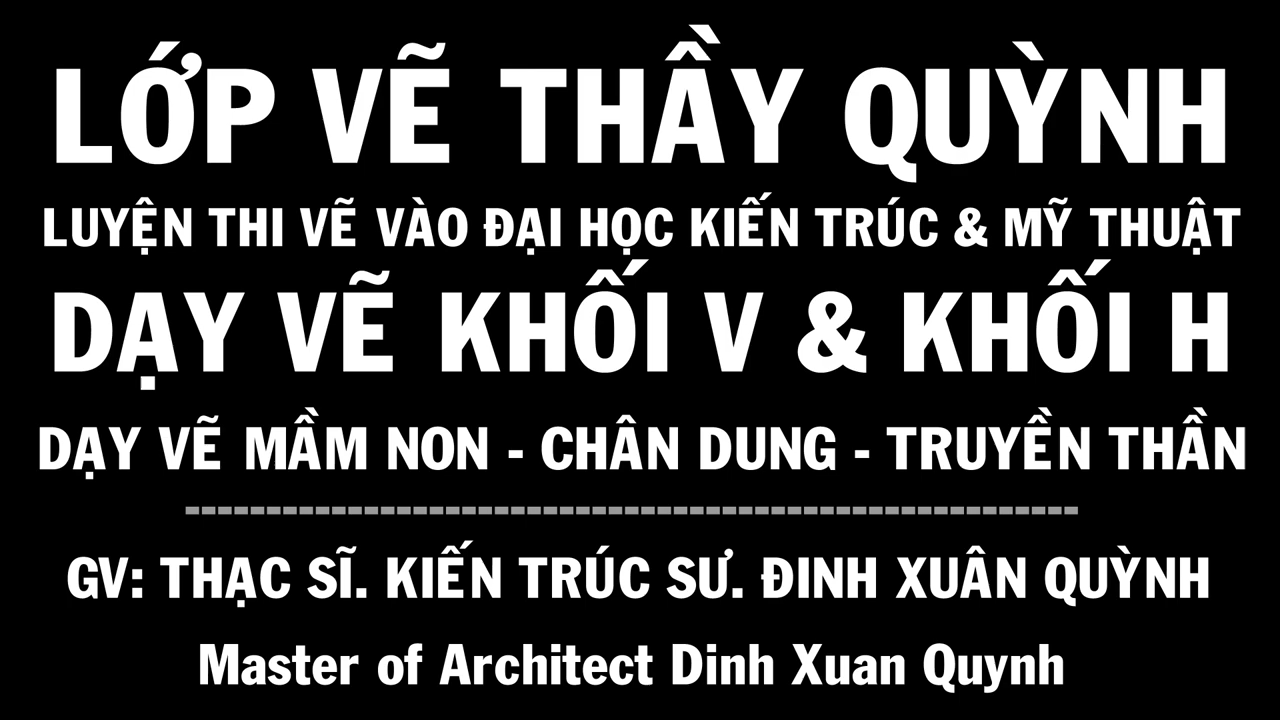 LỚP VẼ THẦY QUỲNH
LUYỆN THI VẼ VÀO ĐẠI HỌC KIẾN TRÚC & MỸ THUẬT
DẠY VẼ KHỐI V & KHỐI H
DẠY VẼ MẦM NON - CHÂN DUNG - TRUYỀN THẦN
-------------------------------------------------------
GV: THẠC SĨ. KIẾN TRÚC SƯ. ĐINH XUÂN QUỲNH
Master of Architect Dinh Xuan Quynh